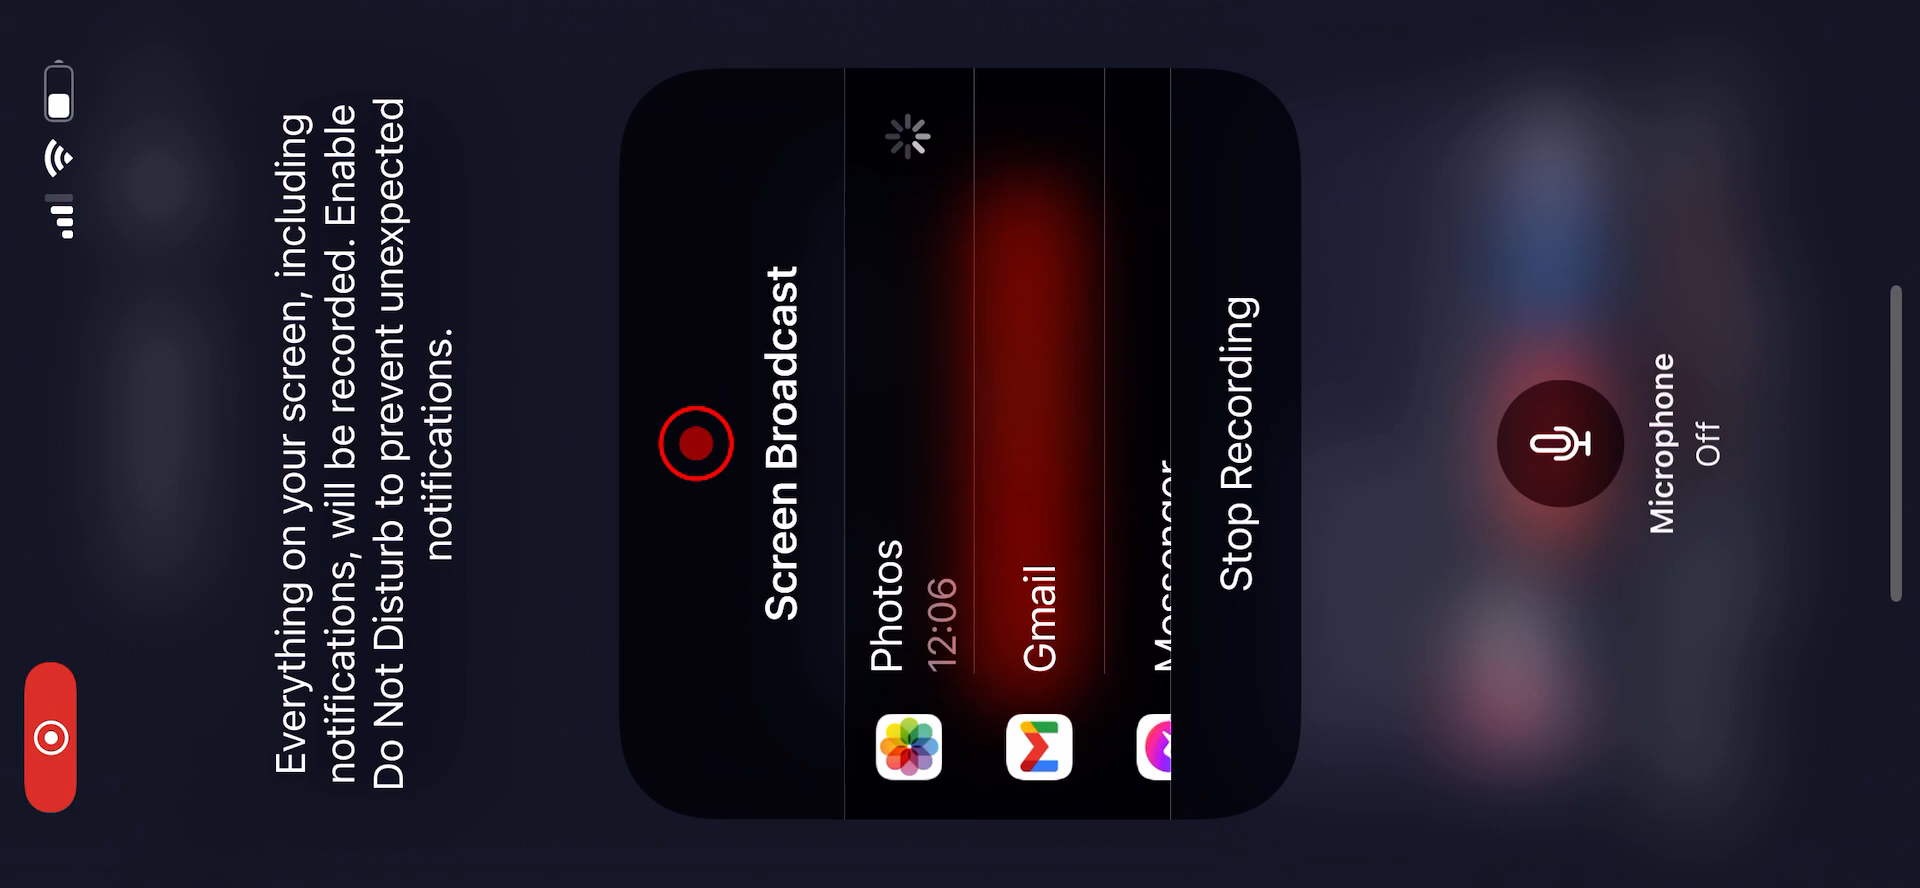 Everything on your screen, including
notifications, will be recorded. Enable
Do Not Disturb to prevent unexpected
notifications.
Screen Broadcast
Photos
12:06
Gmail
Messenger
Stop Recording
Microphone
Off